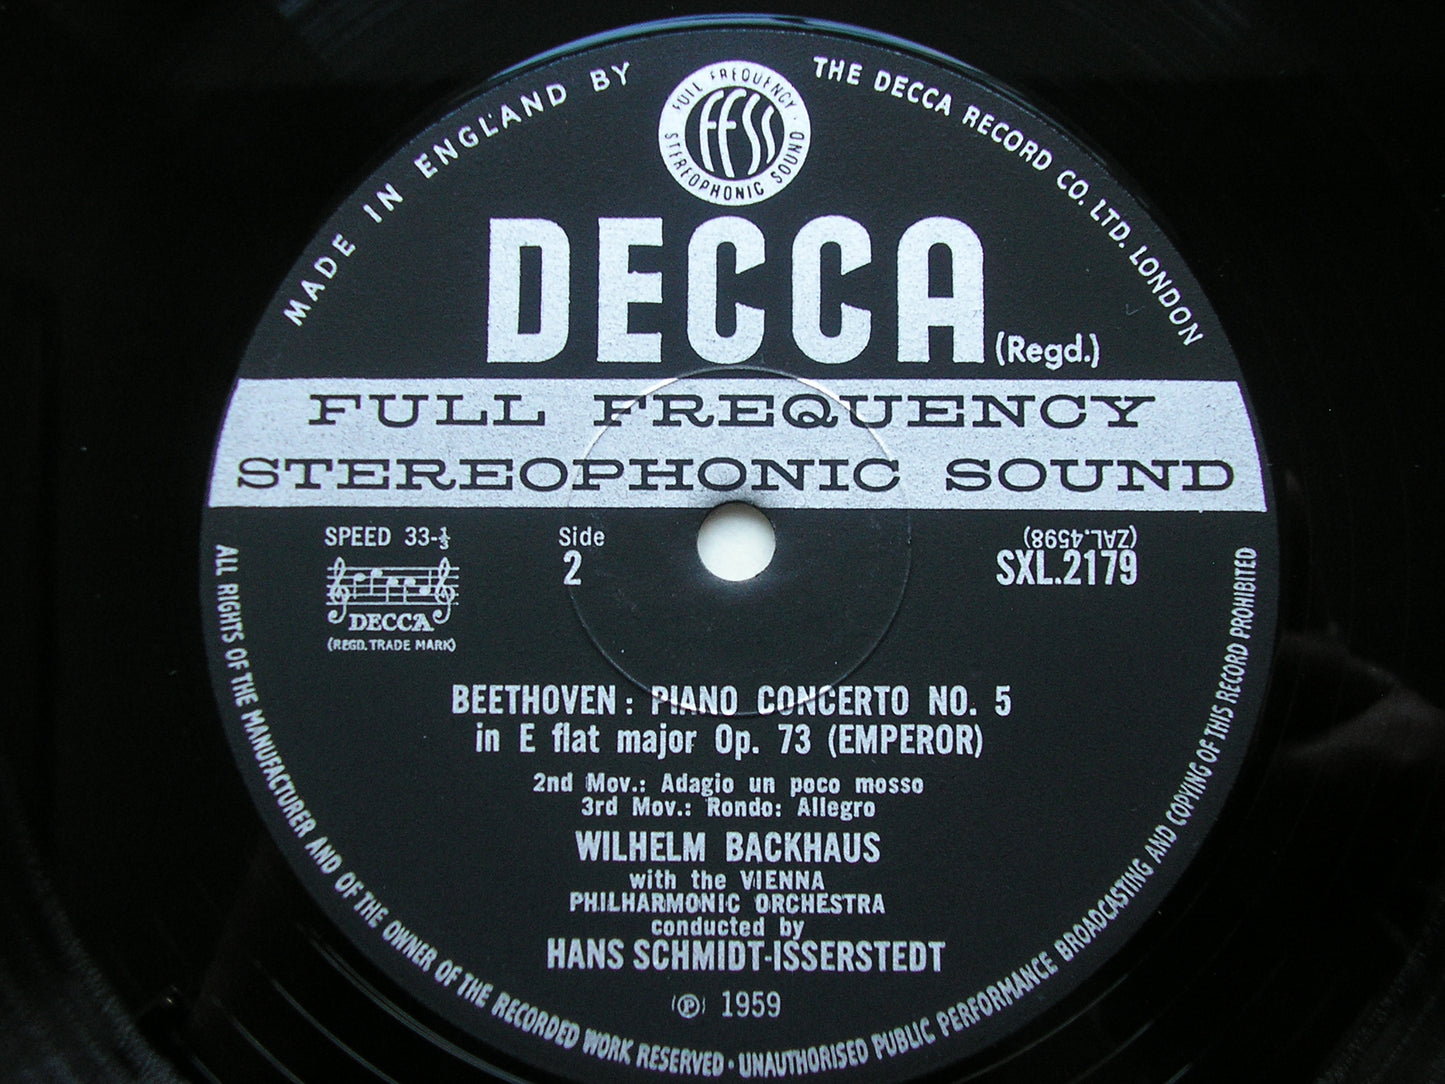 MADE IN ENGLAND BY
THE DECCA RECORD CO. LTD. LONDON
FULL FREQUENCY
STEREOPHONIC SOUND
FFSS
DECCA
(Regd.)
FULL FREQUENCY
STEREOPHONIC SOUND
SPEED 33-⅓
Side
2
(ZAL.4598)
SXL.2179
DECCA
(REGD. TRADE MARK)
BEETHOVEN: PIANO CONCERTO NO. 5
in E flat major Op. 73 (EMPEROR)
2nd Mov.: Adagio un poco mosso
3rd Mov.: Rondo: Allegro
WILHELM BACKHAUS
with the VIENNA
PHILHARMONIC ORCHESTRA
conducted by
HANS SCHMIDT-ISSERSTEDT
(℗) 1959
ALL RIGHTS OF THE MANUFACTURER AND OF THE OWNER OF THE RECORDED WORK RESERVED · UNAUTHORISED PUBLIC PERFORMANCE BROADCASTING AND COPYING OF THIS RECORD PROHIBITED